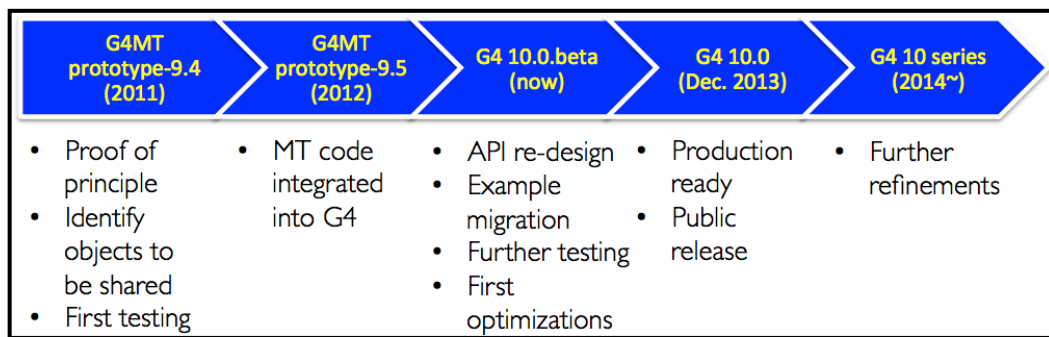 G4MT
prototype-9.4
(2011)
G4MT
prototype-9.5
(2012)
G4 10.0.beta
(now)
G4 10.0
(Dec. 2013)
G4 10 series
(2014~)
• Proof of
principle
• Identify
objects to
be shared
• First testing
• MT code
integrated
into G4
• API re-design
• Example
migration
• Further testing
• First
optimizations
• Production
ready
• Public
release
• Further
refinements